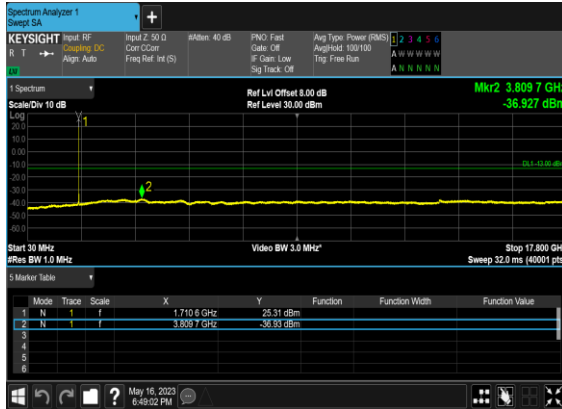 Spectrum Analyzer 1
Swept SA
+
KEYSIGHT Input: RF
R T Coupling: DC
Align: Auto
LV
Input Z: 50 Ω
Corr CCorr
Freq Ref: Int (S)
#Atten: 40 dB
PNO: Fast
Gate: Off
IF Gain: Low
Sig Track: Off
Avg Type: Power (RMS)
Avg|Hold: 100/100
Trig: Free Run
1 2 3 4 5 6
A W W W W W
A N N N N N
1 Spectrum
Scale/Div 10 dB
Ref Lvl Offset 8.00 dB
Ref Level 30.00 dBm
Mkr2 3.809 7 GHz
-36.927 dBm
Log
20.0
10.0
0.00
-10.0
-20.0
-30.0
-40.0
-50.0
-60.0
1
2
DL1 -13.00 dBm
Start 30 MHz
#Res BW 1.0 MHz
Video BW 3.0 MHz*
Stop 17.800 GHz
Sweep 32.0 ms (40001 pts)
5 Marker Table
Mode Trace Scale X Y Function Function Width Function Value
1 N 1 f 1.710 6 GHz 25.31 dBm
2 N 1 f 3.809 7 GHz -36.93 dBm
3
4
5
6
? May 16, 2023
6:49:02 PM